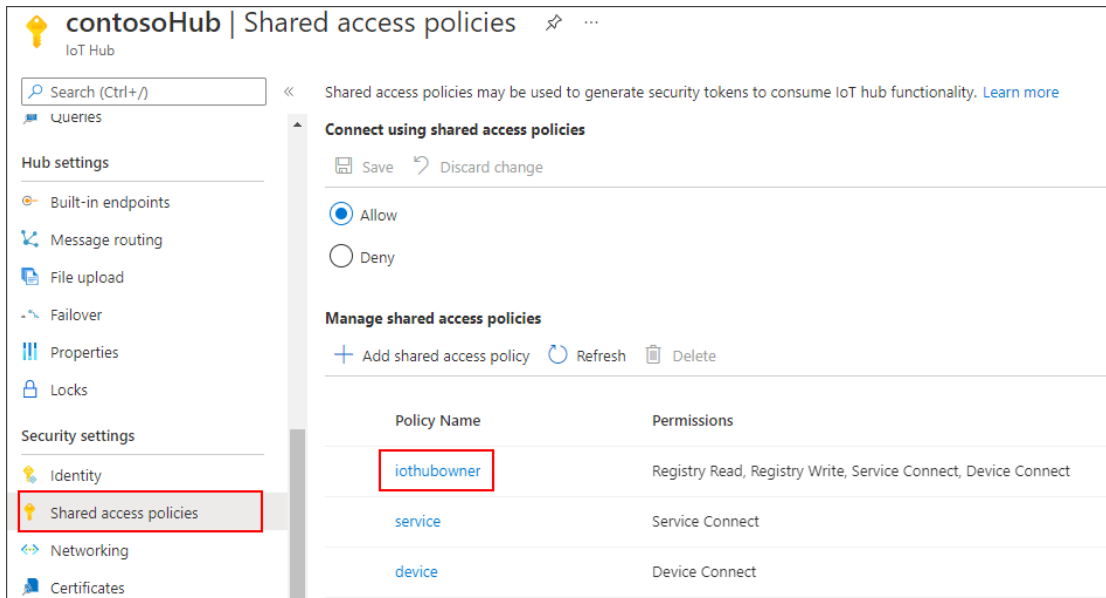 contosoHub | Shared access policies
IoT Hub
Search (Ctrl+/)
Queries
Hub settings
Built-in endpoints
Message routing
File upload
Failover
Properties
Locks
Security settings
Identity
Shared access policies
Networking
Certificates
Shared access policies may be used to generate security tokens to consume IoT hub functionality. Learn more
Connect using shared access policies
Save Discard change
Allow
Deny
Manage shared access policies
Add shared access policy Refresh Delete
Policy Name Permissions
iothubowner Registry Read, Registry Write, Service Connect, Device Connect
service Service Connect
device Device Connect